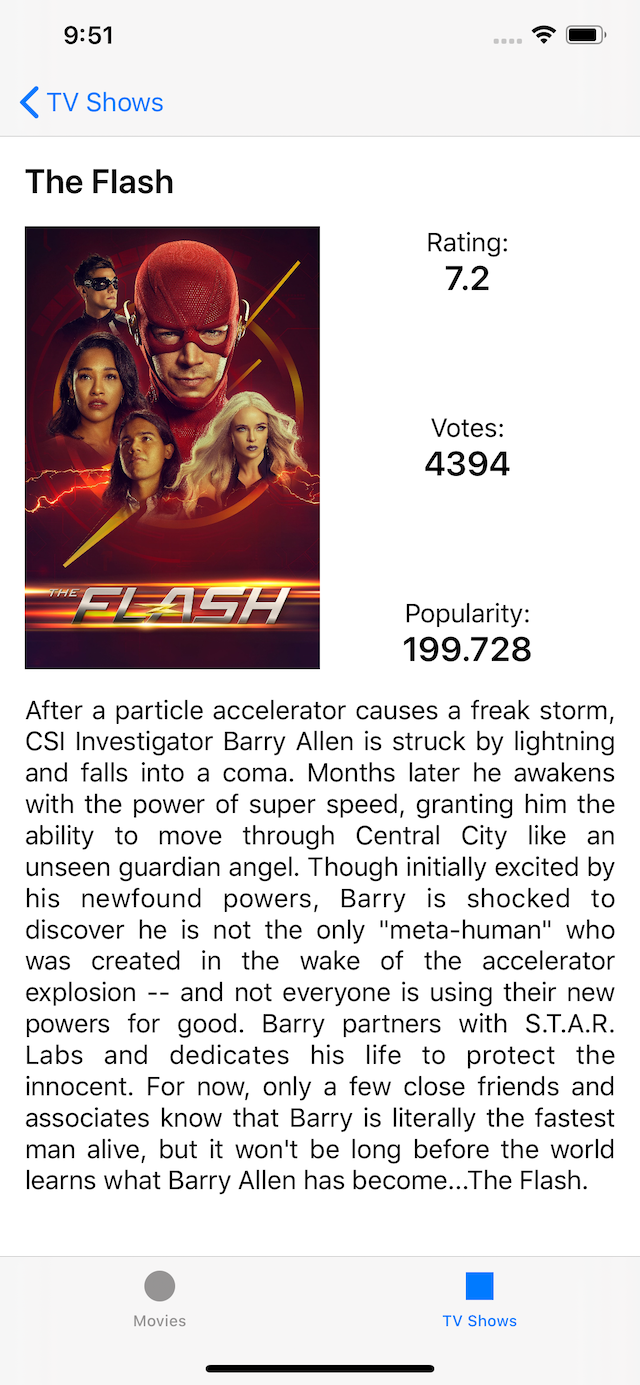 9:51
TV Shows
The Flash
Rating:
7.2
Votes:
4394
Popularity:
199.728
THE
FLASH
After a particle accelerator causes a freak storm,
CSI Investigator Barry Allen is struck by lightning
and falls into a coma. Months later he awakens
with the power of super speed, granting him the
ability to move through Central City like an
unseen guardian angel. Though initially excited by
his newfound powers, Barry is shocked to
discover he is not the only "meta-human" who
was created in the wake of the accelerator
explosion -- and not everyone is using their new
powers for good. Barry partners with S.T.A.R.
Labs and dedicates his life to protect the
innocent. For now, only a few close friends and
associates know that Barry is literally the fastest
man alive, but it won't be long before the world
learns what Barry Allen has become...The Flash.
Movies
TV Shows